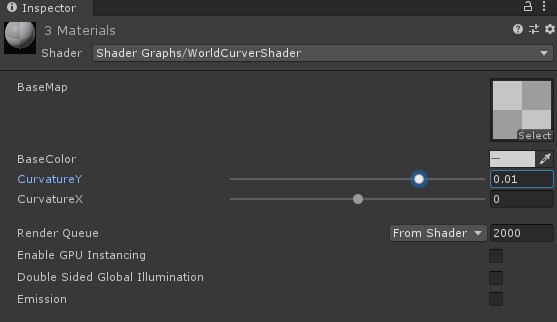 Inspector
3 Materials
Shader Shader Graphs/WorldCurverShader
BaseMap
Select
BaseColor —
CurvatureY 0.01
CurvatureX 0
Render Queue From Shader 2000
Enable GPU Instancing
Double Sided Global Illumination
Emission